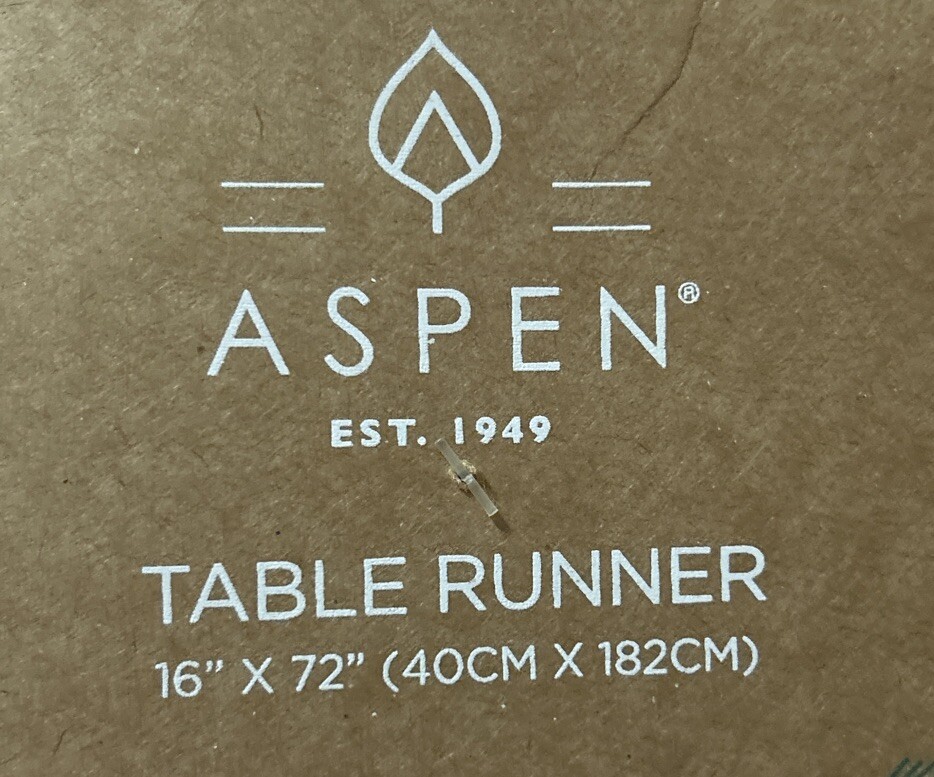 ASPEN®
EST. 1949
TABLE RUNNER
16” X 72” (40CM X 182CM)